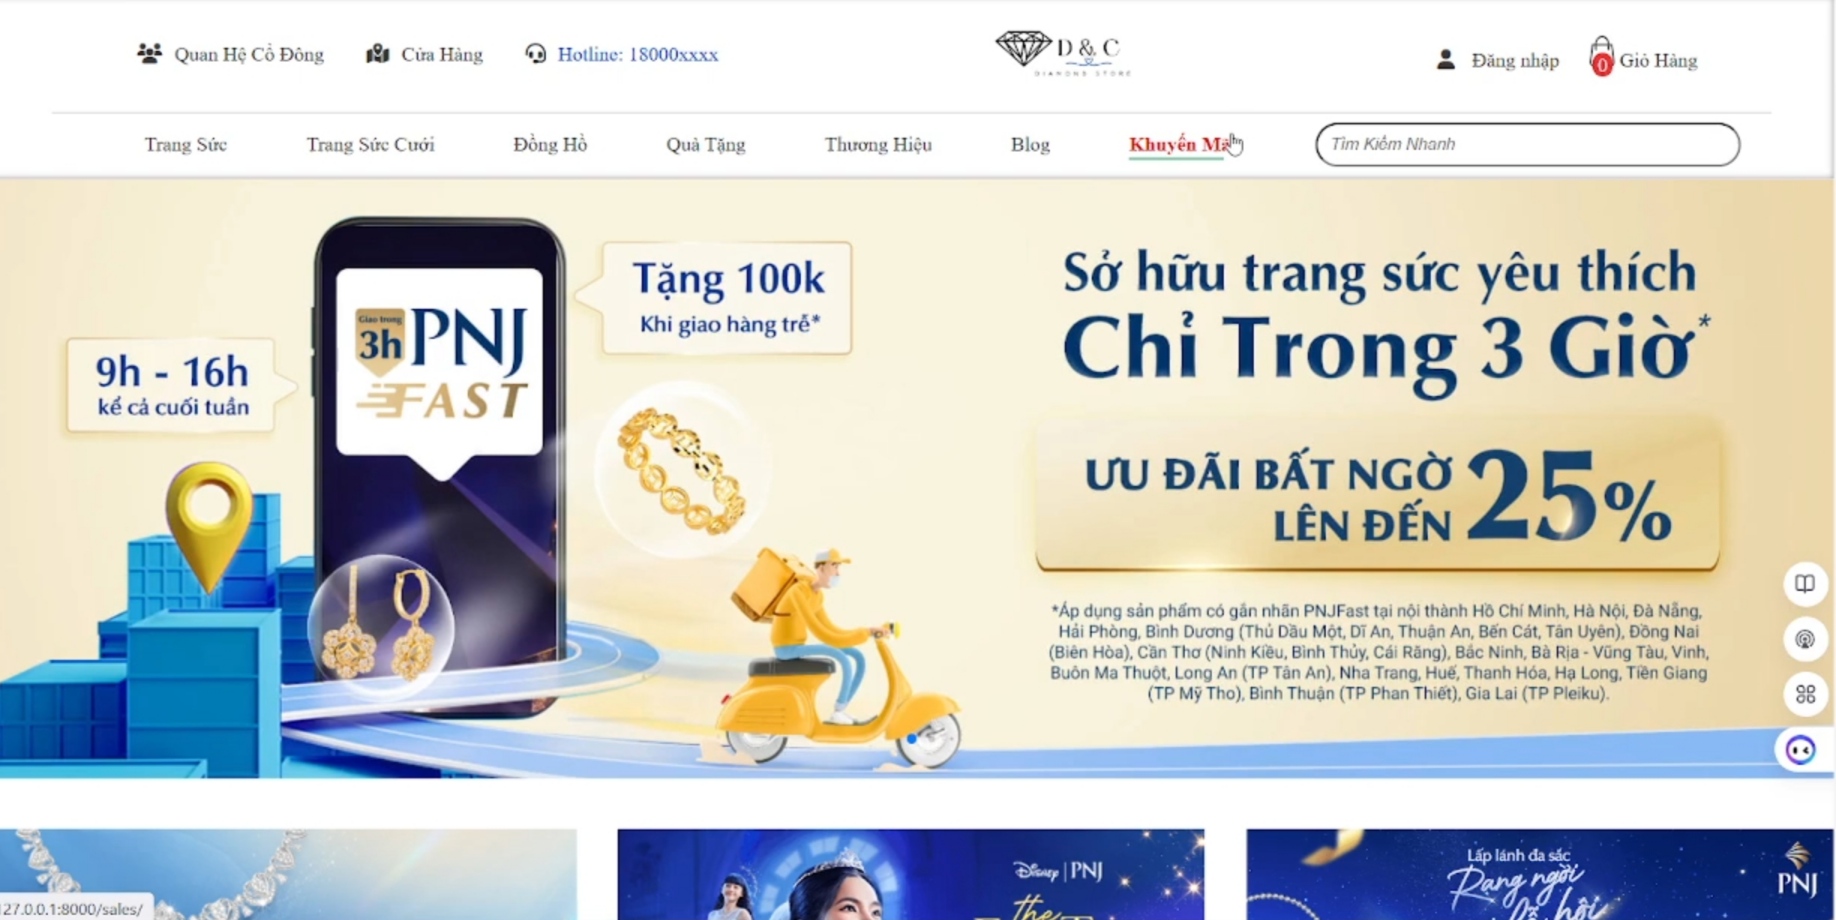 Quan Hệ Cổ Đông
Cửa Hàng
Hotline: 18000xxxx
D & C
DIAMOND STORE
Đăng nhập
0
Giỏ Hàng
Trang Sức
Trang Sức Cưới
Đồng Hồ
Quà Tặng
Thương Hiệu
Blog
Khuyến Mã
Tìm Kiếm Nhanh
9h - 16h
kể cả cuối tuần
Giao trong
3h
PNJ
FAST
Tặng 100k
Khi giao hàng trễ*
Sở hữu trang sức yêu thích
Chỉ Trong 3 Giờ*
ƯU ĐÃI BẤT NGỜ
LÊN ĐẾN 25%
*Áp dụng sản phẩm có gắn nhãn PNJFast tại nội thành Hồ Chí Minh, Hà Nội, Đà Nẵng,
Hải Phòng, Bình Dương (Thủ Dầu Một, Dĩ An, Thuận An, Bến Cát, Tân Uyên), Đồng Nai
(Biên Hòa), Cần Thơ (Ninh Kiều, Bình Thủy, Cái Răng), Bắc Ninh, Bà Rịa - Vũng Tàu, Vinh,
Buôn Ma Thuột, Long An (TP Tân An), Nha Trang, Huế, Thanh Hóa, Hạ Long, Tiền Giang
(TP Mỹ Tho), Bình Thuận (TP Phan Thiết), Gia Lai (TP Pleiku).
Disney | PNJ
the
Lấp lánh đa sắc
Rạng ngời
lễ hội
PNJ
127.0.0.1:8000/sales/